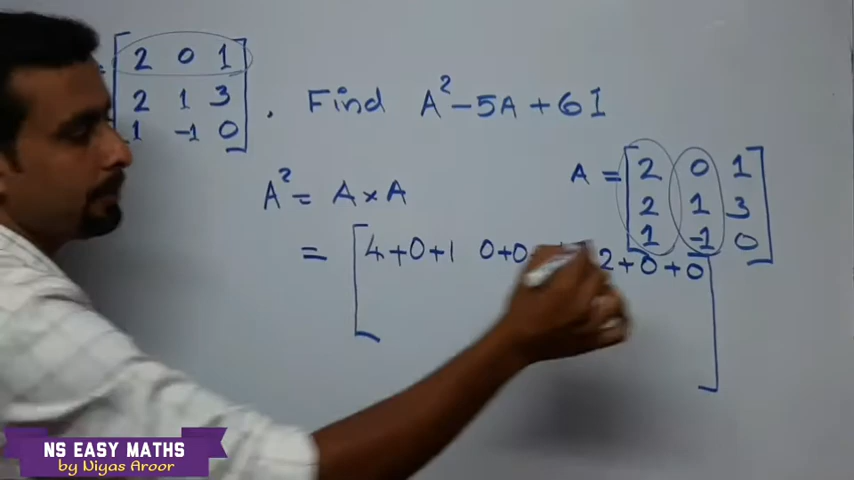 = [2 0 1
2 1 3 . Find A² - 5A + 6I
1 -1 0]
A² = A × A
A = [2 0 1
2 1 3
1 -1 0]
= [4+0+1 0+0 2+0+0]
NS EASY MATHS
by Niyas Aroor